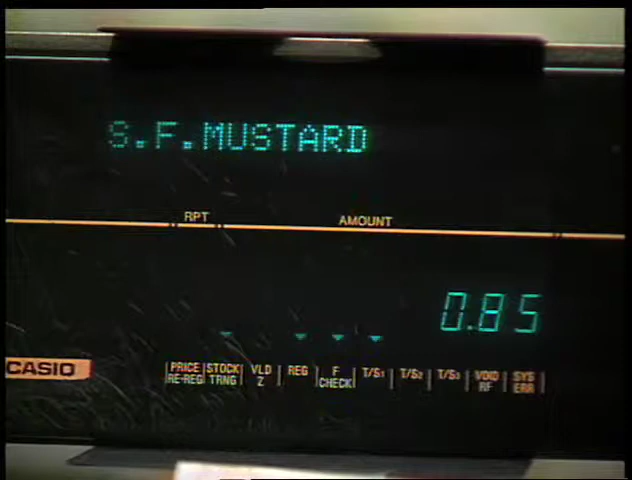 S.F.MUSTARD
RPT AMOUNT
0.85
CASIO
PRICE RE-REG STOCK TRNG VLD Z REG F CHECK T/S1 T/S2 T/S3 VOID RF SYS ERR